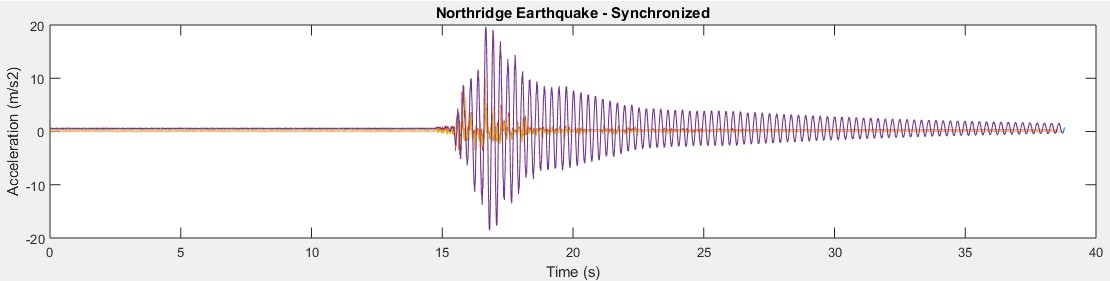 Northridge Earthquake - Synchronized
20
10
0
-10
-20
Acceleration (m/s2)
0 5 10 15 20 25 30 35 40
Time (s)